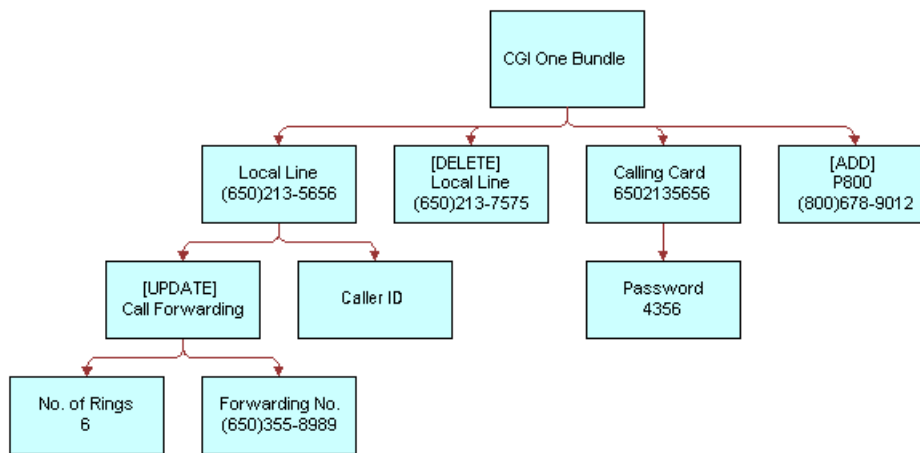 CGI One Bundle
Local Line
(650)213-5656
[DELETE]
Local Line
(650)213-7575
Calling Card
6502135656
[ADD]
P800
(800)678-9012
[UPDATE]
Call Forwarding
Caller ID
Password
4356
No. of Rings
6
Forwarding No.
(650)355-8989